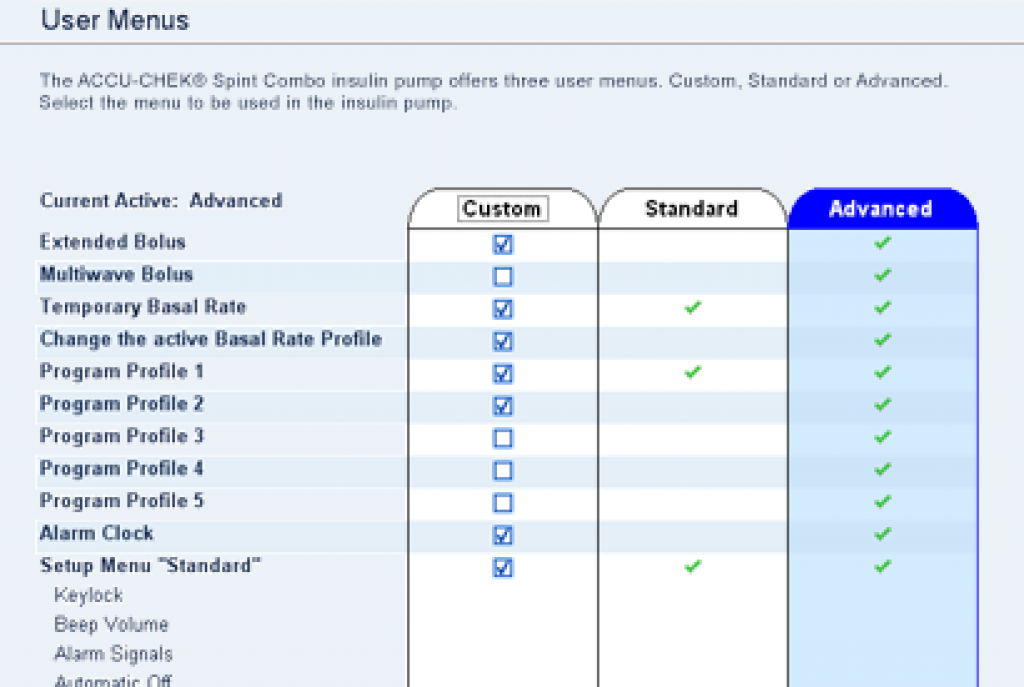 User Menus
The ACCU-CHEK® Spint Combo insulin pump offers three user menus. Custom, Standard or Advanced.
Select the menu to be used in the insulin pump.
Current Active: Advanced
Custom Standard Advanced
Extended Bolus
Multiwave Bolus
Temporary Basal Rate
Change the active Basal Rate Profile
Program Profile 1
Program Profile 2
Program Profile 3
Program Profile 4
Program Profile 5
Alarm Clock
Setup Menu "Standard"
Keylock
Beep Volume
Alarm Signals
Automatic Off